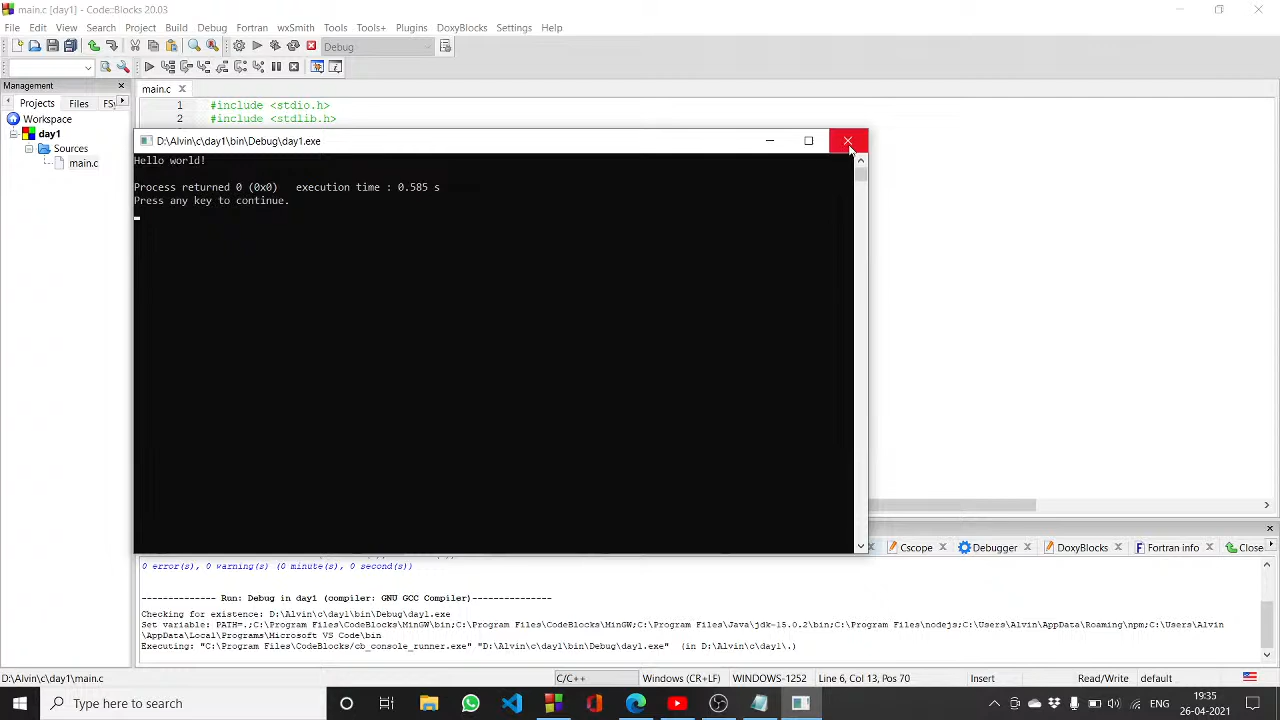 main.c [day1] - Code::Blocks 20.03
File Edit View Search Project Build Debug Fortran wxSmith Tools Tools+ Plugins DoxyBlocks Settings Help
Debug
Management
main.c
Projects Files FS
Workspace
day1
Sources
main.c
1 #include <stdio.h>
2 #include <stdlib.h>
D:\Alvin\c\day1\bin\Debug\day1.exe
Hello world!
Process returned 0 (0x0) execution time : 0.585 s
Press any key to continue.
Cscope Debugger DoxyBlocks Fortran info Close
0 error(s), 0 warning(s) (0 minute(s), 0 second(s))
-------------- Run: Debug in day1 (compiler: GNU GCC Compiler)---------------
Checking for existence: D:\Alvin\c\day1\bin\Debug\day1.exe
Set variable: PATH=.;C:\Program Files\CodeBlocks\MinGW\bin;C:\Program Files\CodeBlocks\MinGW;C:\Program Files\Java\jdk-15.0.2\bin;C:\Program Files\nodejs;C:\Users\Alvin\AppData\Roaming\npm;C:\Users\Alvin
\AppData\Local\Programs\Microsoft VS Code\bin
Executing: "C:\Program Files\CodeBlocks/cb_console_runner.exe" "D:\Alvin\c\day1\bin\Debug\day1.exe" (in D:\Alvin\c\day1\.)
D:\Alvin\c\day1\main.c C/C++ Windows (CR+LF) WINDOWS-1252 Line 6, Col 13, Pos 70 Insert Read/Write default
Type here to search
ENG
19:35
26-04-2021